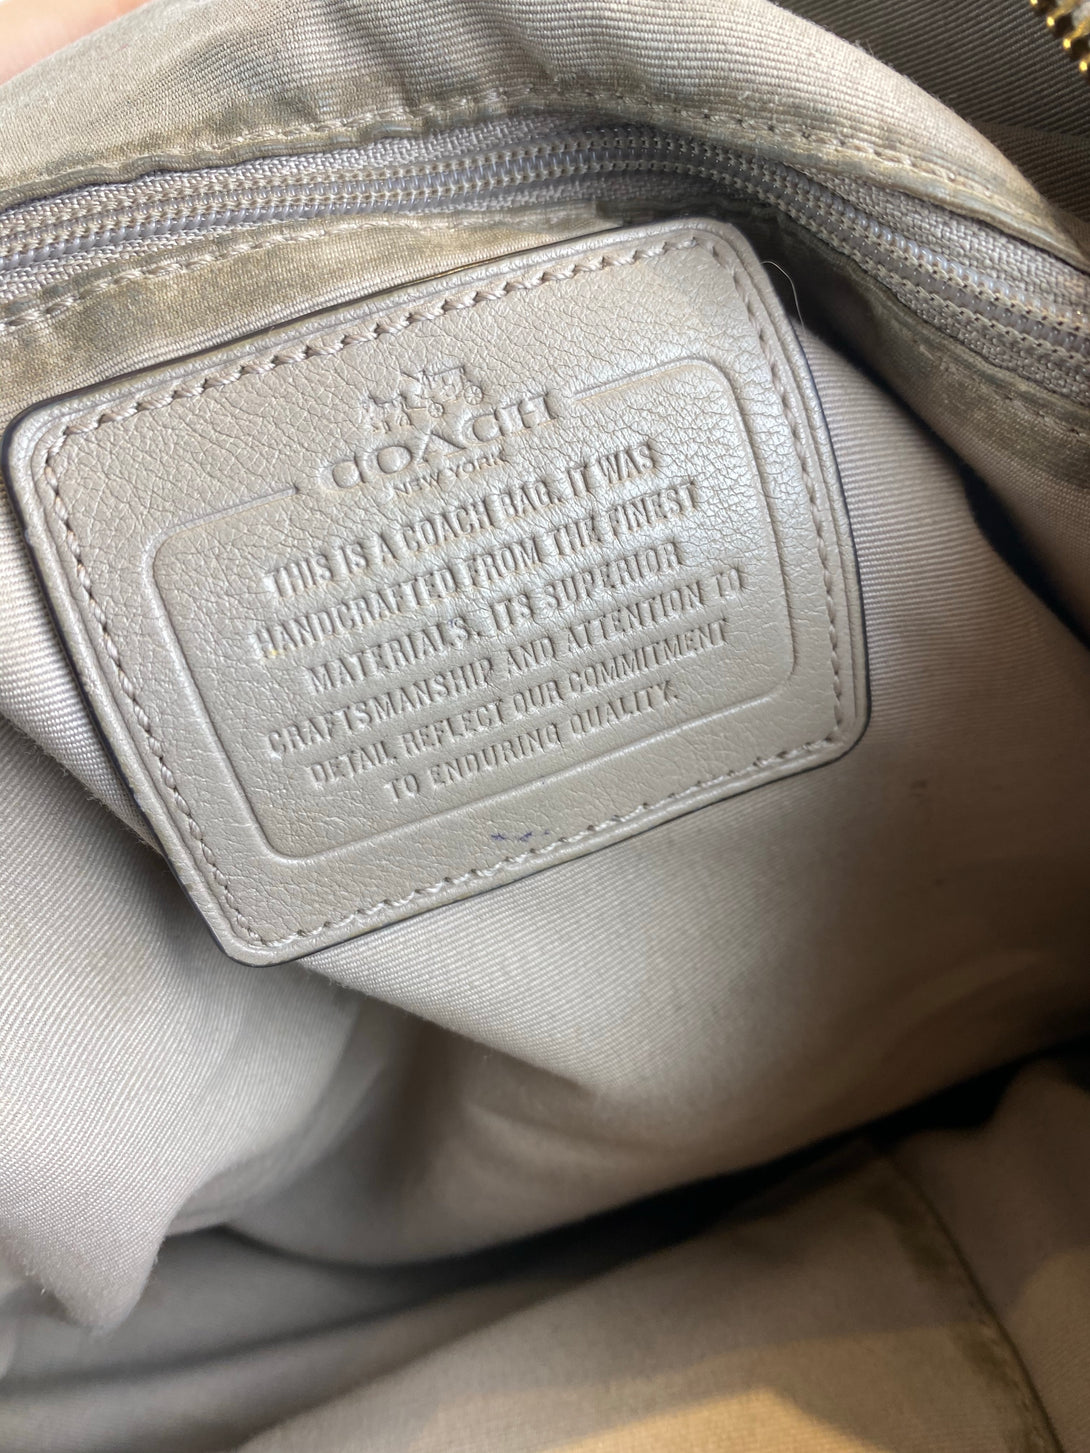 COACH
NEW YORK
THIS IS A COACH BAG. IT WAS
HANDCRAFTED FROM THE FINEST
MATERIALS. ITS SUPERIOR
CRAFTSMANSHIP AND ATTENTION TO
DETAIL REFLECT OUR COMMITMENT
TO ENDURING QUALITY.